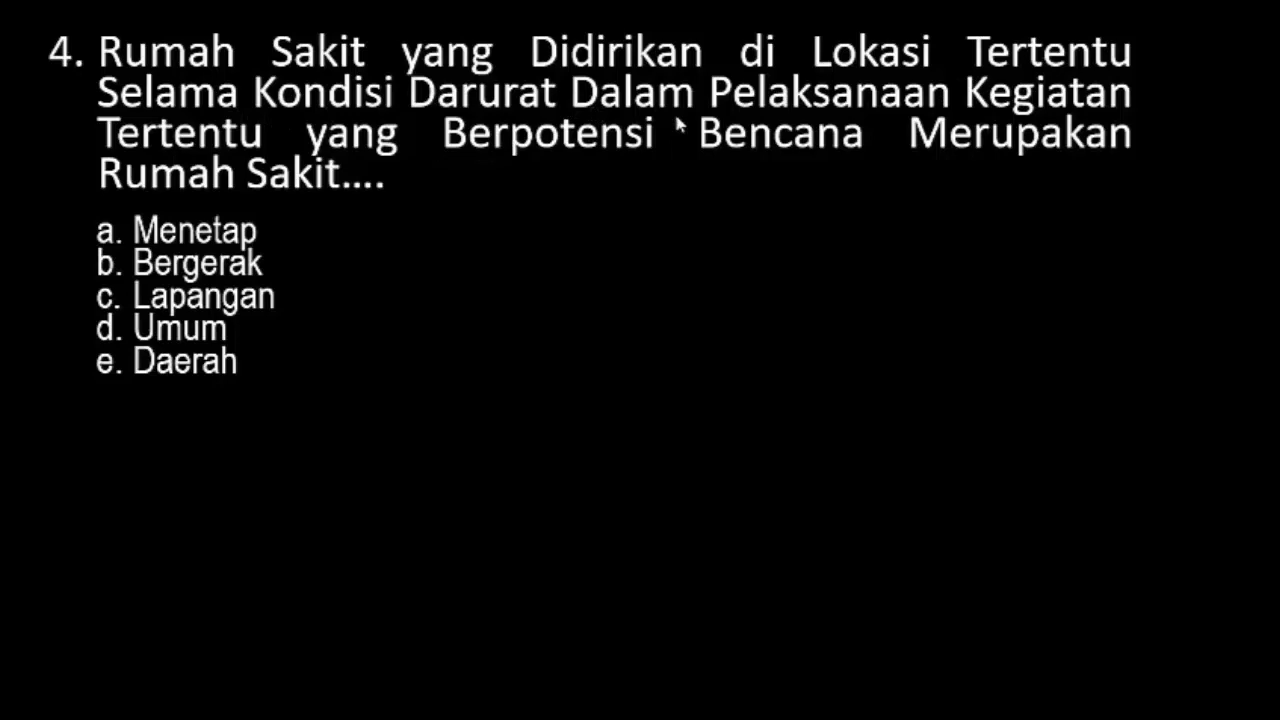 4. Rumah Sakit yang Didirikan di Lokasi Tertentu
Selama Kondisi Darurat Dalam Pelaksanaan Kegiatan
Tertentu yang Berpotensi Bencana Merupakan
Rumah Sakit....
a. Menetap
b. Bergerak
c. Lapangan
d. Umum
e. Daerah